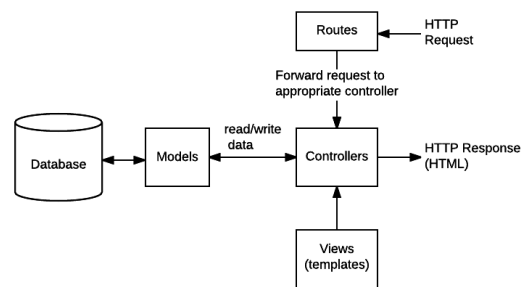 Routes
HTTP
Request
Forward request to
appropriate controller
Database
Models
read/write
data
Controllers
HTTP Response
(HTML)
Views
(templates)